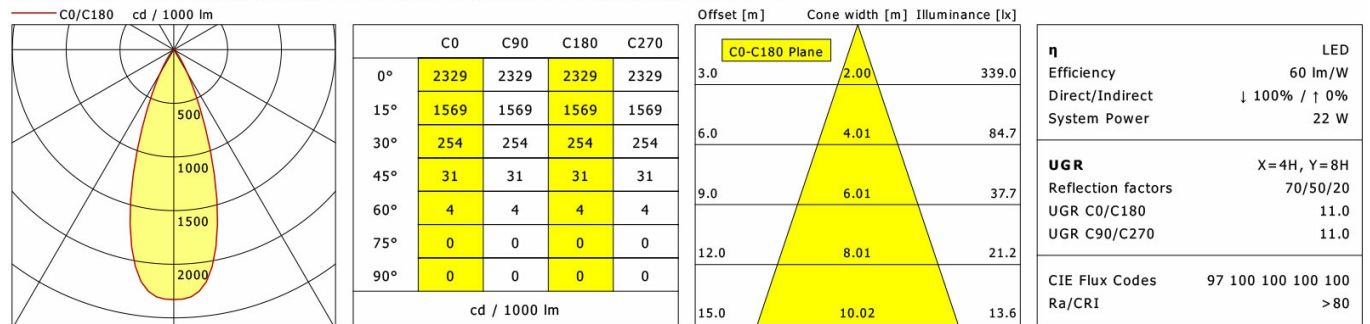 C0/C180 cd / 1000 lm
500
1000
1500
2000
C0 C90 C180 C270
0° 2329 2329 2329 2329
15° 1569 1569 1569 1569
30° 254 254 254 254
45° 31 31 31 31
60° 4 4 4 4
75° 0 0 0 0
90° 0 0 0 0
cd / 1000 lm
Offset [m] Cone width [m] Illuminance [lx]
C0-C180 Plane
3.0 2.00 339.0
6.0 4.01 84.7
9.0 6.01 37.7
12.0 8.01 21.2
15.0 10.02 13.6
η LED
Efficiency 60 lm/W
Direct/Indirect ↓ 100% / ↑ 0%
System Power 22 W
UGR X=4H, Y=8H
Reflection factors 70/50/20
UGR C0/C180 11.0
UGR C90/C270 11.0
CIE Flux Codes 97 100 100 100 100
Ra/CRI >80